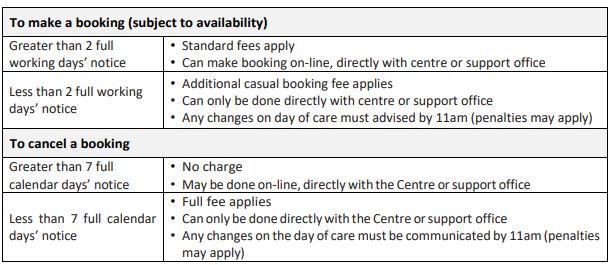 To make a booking (subject to availability)
Greater than 2 full
working days' notice
• Standard fees apply
• Can make booking on-line, directly with centre or support office
Less than 2 full working
days' notice
• Additional casual booking fee applies
• Can only be done directly with centre or support office
• Any changes on day of care must advised by 11am (penalties may apply)
To cancel a booking
Greater than 7 full
calendar days' notice
• No charge
• May be done on-line, directly with the Centre or support office
Less than 7 full calendar
days' notice
• Full fee applies
• Can only be done directly with the Centre or support office
• Any changes on the day of care must be communicated by 11am (penalties
may apply)